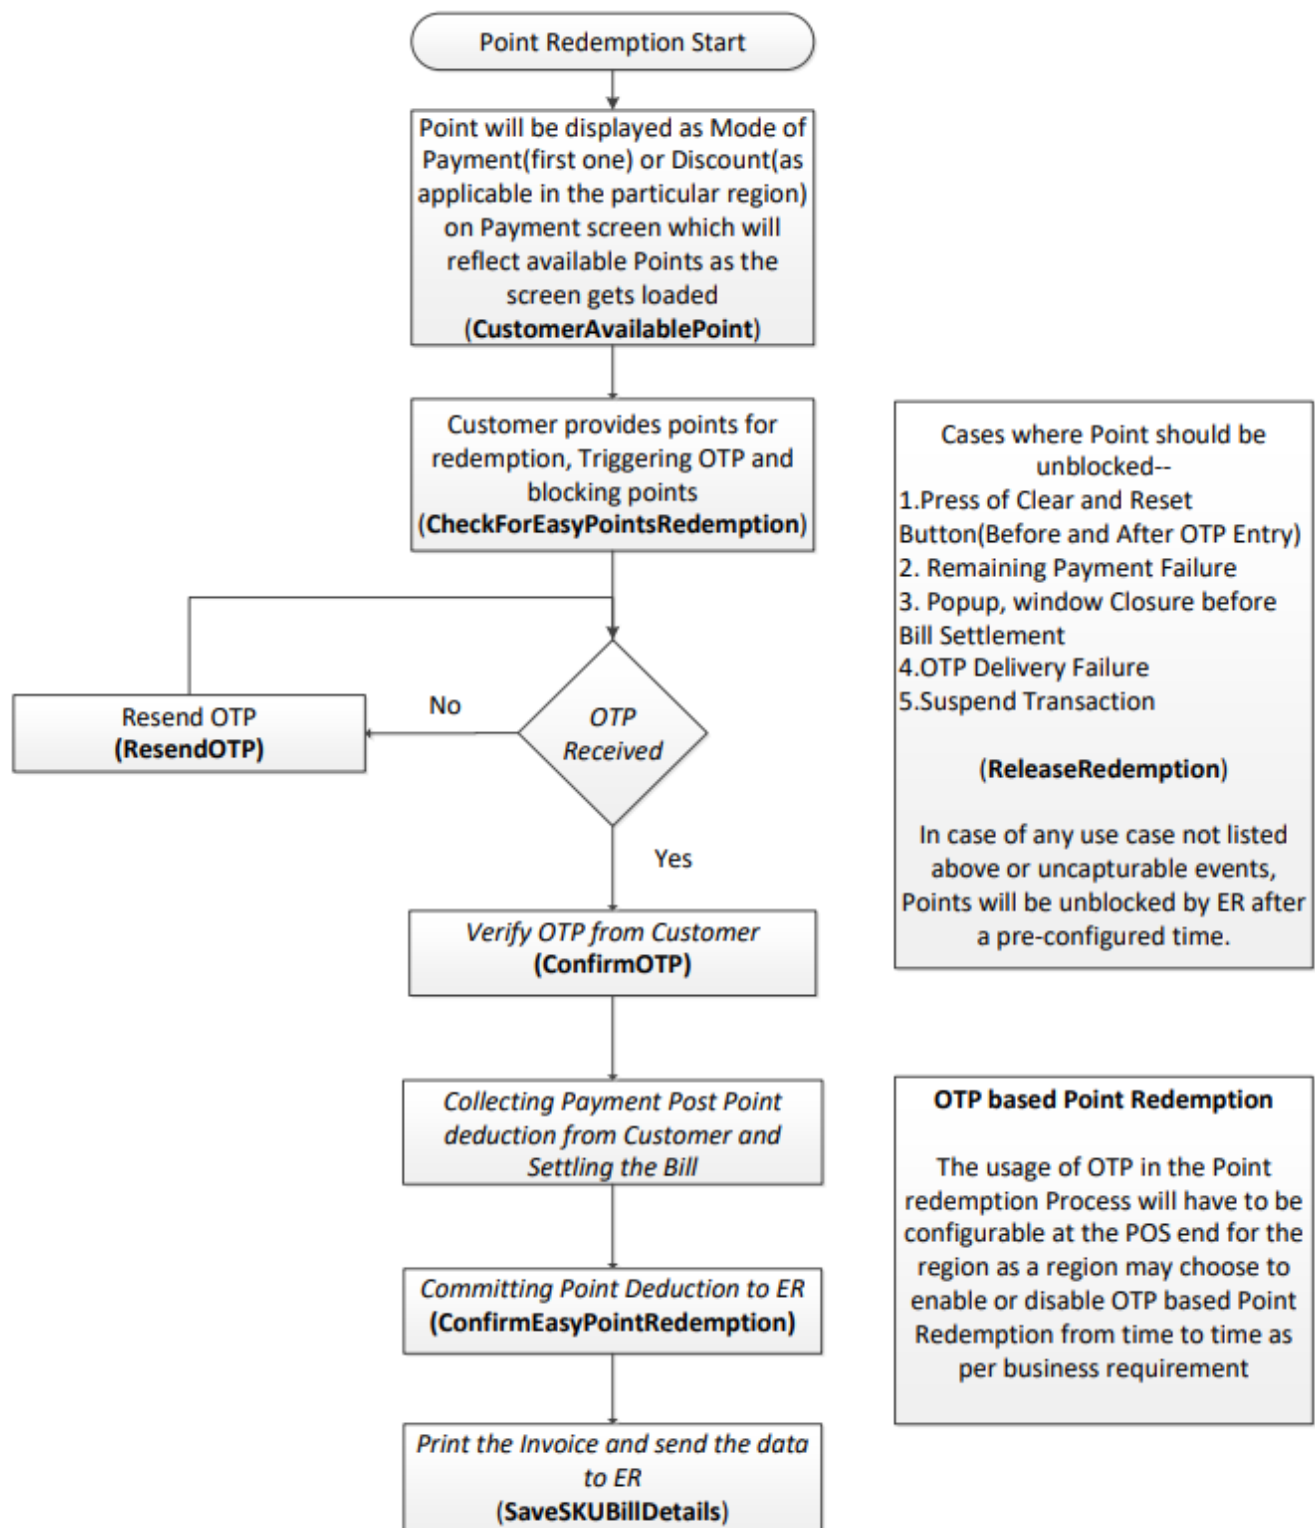 Point Redemption Start
Point will be displayed as Mode of
Payment(first one) or Discount(as
applicable in the particular region)
on Payment screen which will
reflect available Points as the
screen gets loaded
(CustomerAvailablePoint)
Customer provides points for
redemption, Triggering OTP and
blocking points
(CheckForEasyPointsRedemption)
OTP
Received
No
Resend OTP
(ResendOTP)
Yes
Verify OTP from Customer
(ConfirmOTP)
Collecting Payment Post Point
deduction from Customer and
Settling the Bill
Committing Point Deduction to ER
(ConfirmEasyPointRedemption)
Print the Invoice and send the data
to ER
(SaveSKUBillDetails)
Cases where Point should be
unblocked--
1.Press of Clear and Reset
Button(Before and After OTP Entry)
2. Remaining Payment Failure
3. Popup, window Closure before
Bill Settlement
4.OTP Delivery Failure
5.Suspend Transaction
(ReleaseRedemption)
In case of any use case not listed
above or uncapturable events,
Points will be unblocked by ER after
a pre-configured time.
OTP based Point Redemption
The usage of OTP in the Point
redemption Process will have to be
configurable at the POS end for the
region as a region may choose to
enable or disable OTP based Point
Redemption from time to time as
per business requirement